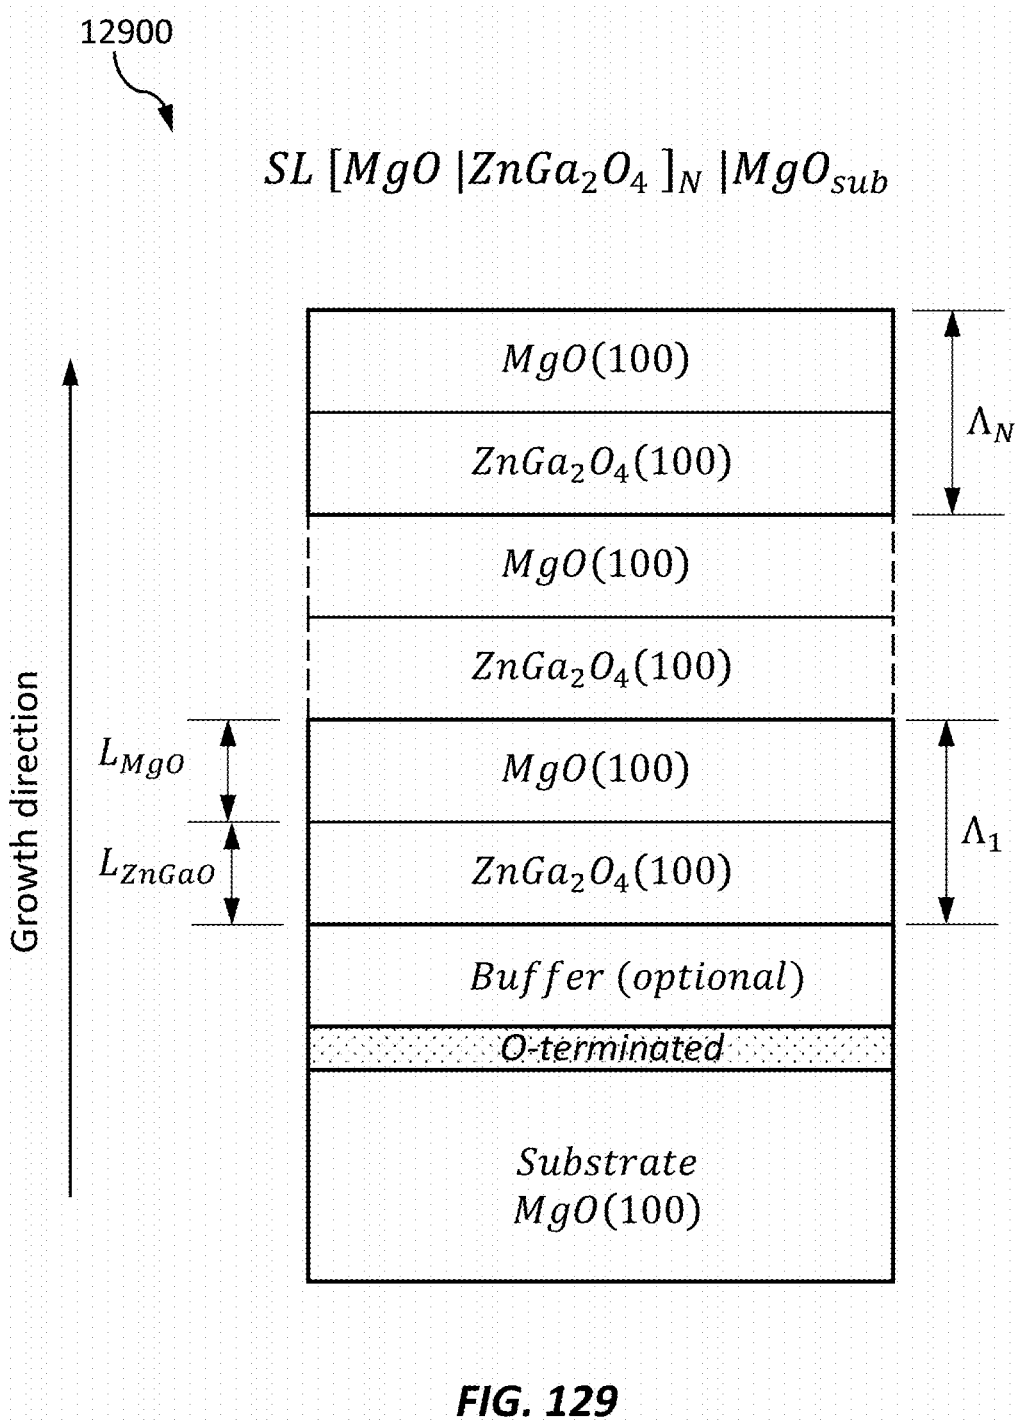 12900
SL [MgO |ZnGa₂O₄ ]N |MgOsub
MgO(100)
ΛN
ZnGa₂O₄(100)
MgO(100)
ZnGa₂O₄(100)
LMgO
MgO(100)
Λ₁
LZnGaO
ZnGa₂O₄(100)
Growth direction
Buffer (optional)
O-terminated
Substrate
MgO(100)
FIG. 129